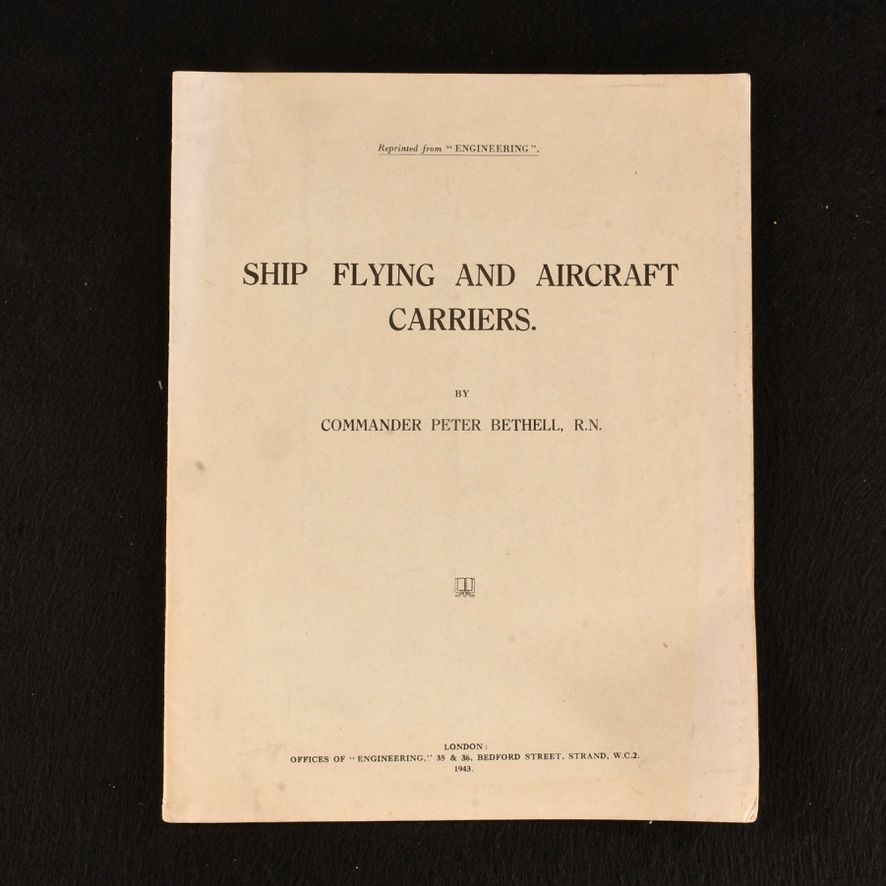 Reprinted from “ ENGINEERING ”.
SHIP FLYING AND AIRCRAFT
CARRIERS.
BY
COMMANDER PETER BETHELL, R.N.
LONDON:
OFFICES OF “ ENGINEERING,” 35 & 36, BEDFORD STREET, STRAND, W.C.2.
1943.